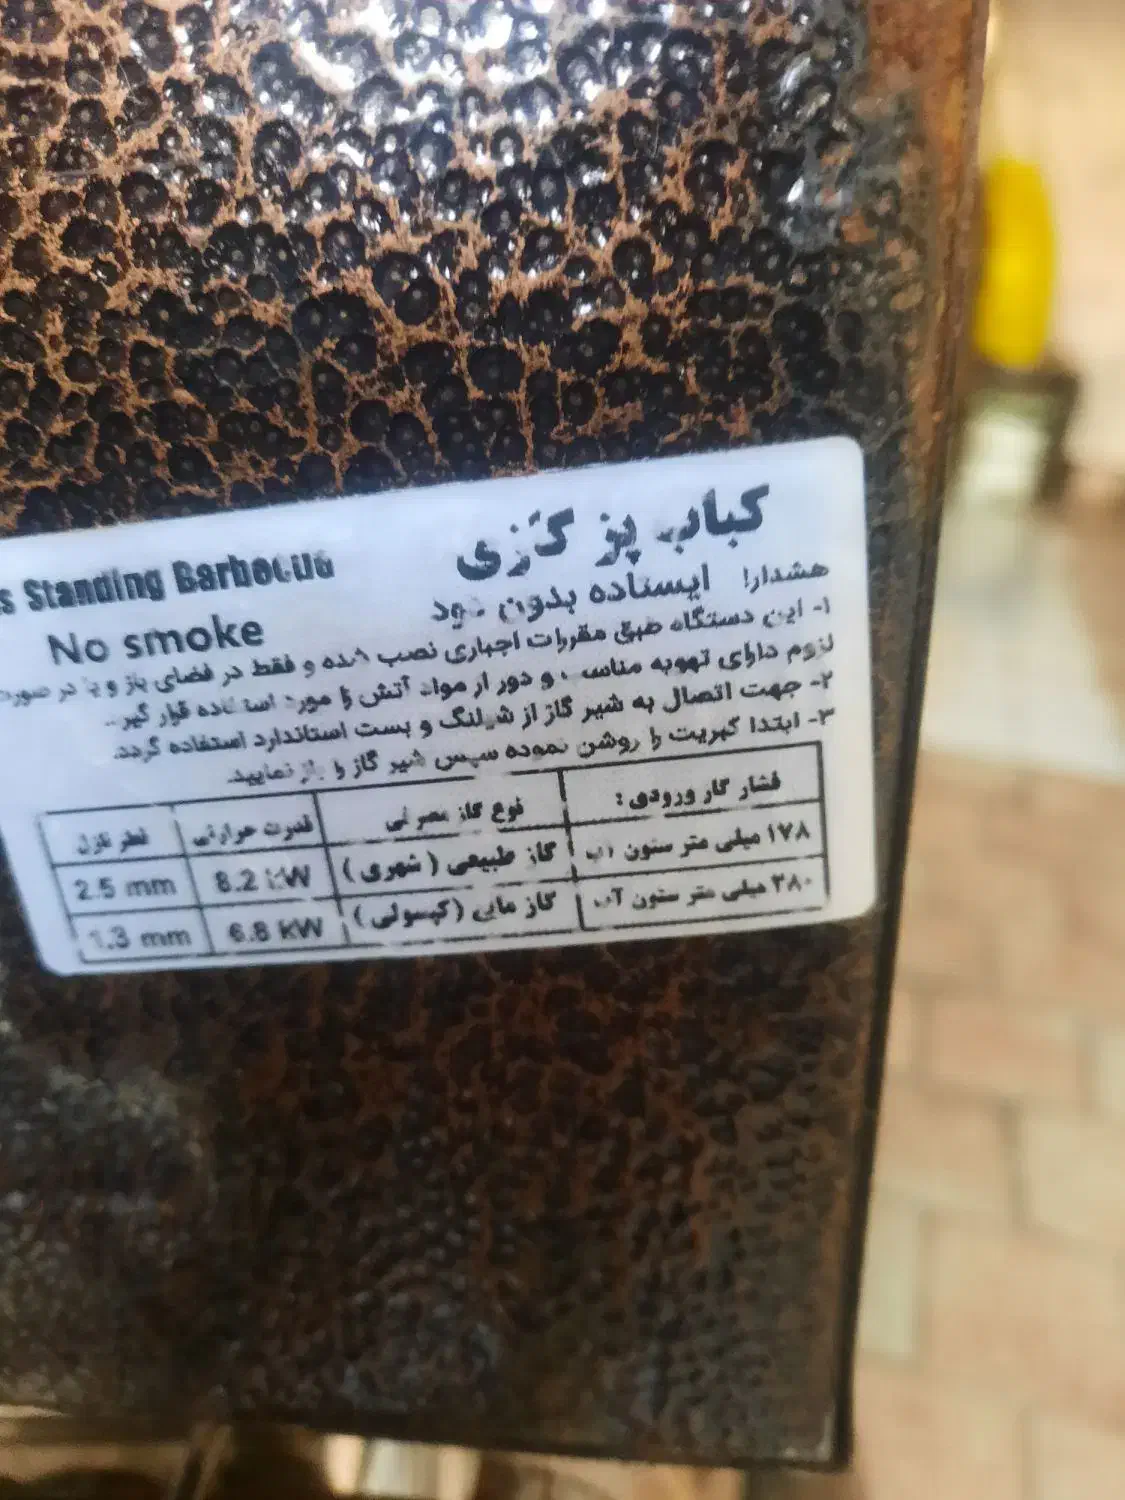 کباب پز گازی
s Standing Barbecue
ایستاده بدون دود
No smoke
هشدار!
۱- این دستگاه طبق مقررات اجباری نصب شده و فقط در فضای باز و یا در صورت
لزوم دارای تهویه مناسب و دور از مواد آتش زا مورد استفاده قرار گیرد.
۲- جهت اتصال به شیر گاز از شیلنگ و بست استاندارد استفاده گردد.
۳- ابتدا کبریت را روشن نموده سپس شیر گاز را باز نمایید.
فشار گاز ورودی : نوع گاز مصرفی قدرت حرارتی قطر نازل
۱۷۸ میلی متر ستون آب گاز طبیعی ( شهری ) 8.2 kW 2.5 mm
۲۸۰ میلی متر ستون آب گاز مایع (کپسولی ) 6.8 kW 1.3 mm